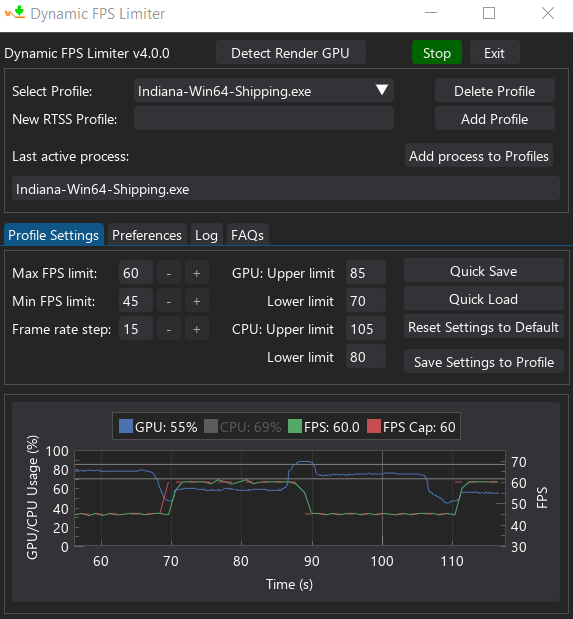 Dynamic FPS Limiter
Dynamic FPS Limiter v4.0.0 Detect Render GPU Stop Exit
Select Profile: Indiana-Win64-Shipping.exe Delete Profile
New RTSS Profile: Add Profile
Last active process: Add process to Profiles
Indiana-Win64-Shipping.exe
Profile Settings Preferences Log FAQs
Max FPS limit: 60 - + GPU: Upper limit 85 Quick Save
Min FPS limit: 45 - + Lower limit 70 Quick Load
Frame rate step: 15 - + CPU: Upper limit 105 Reset Settings to Default
Lower limit 80 Save Settings to Profile
GPU: 55% CPU: 69% FPS: 60.0 FPS Cap: 60
GPU/CPU Usage (%)
100
80
60
40
20
0
70
60
50
40
30
FPS
60 70 80 90 100 110
Time (s)